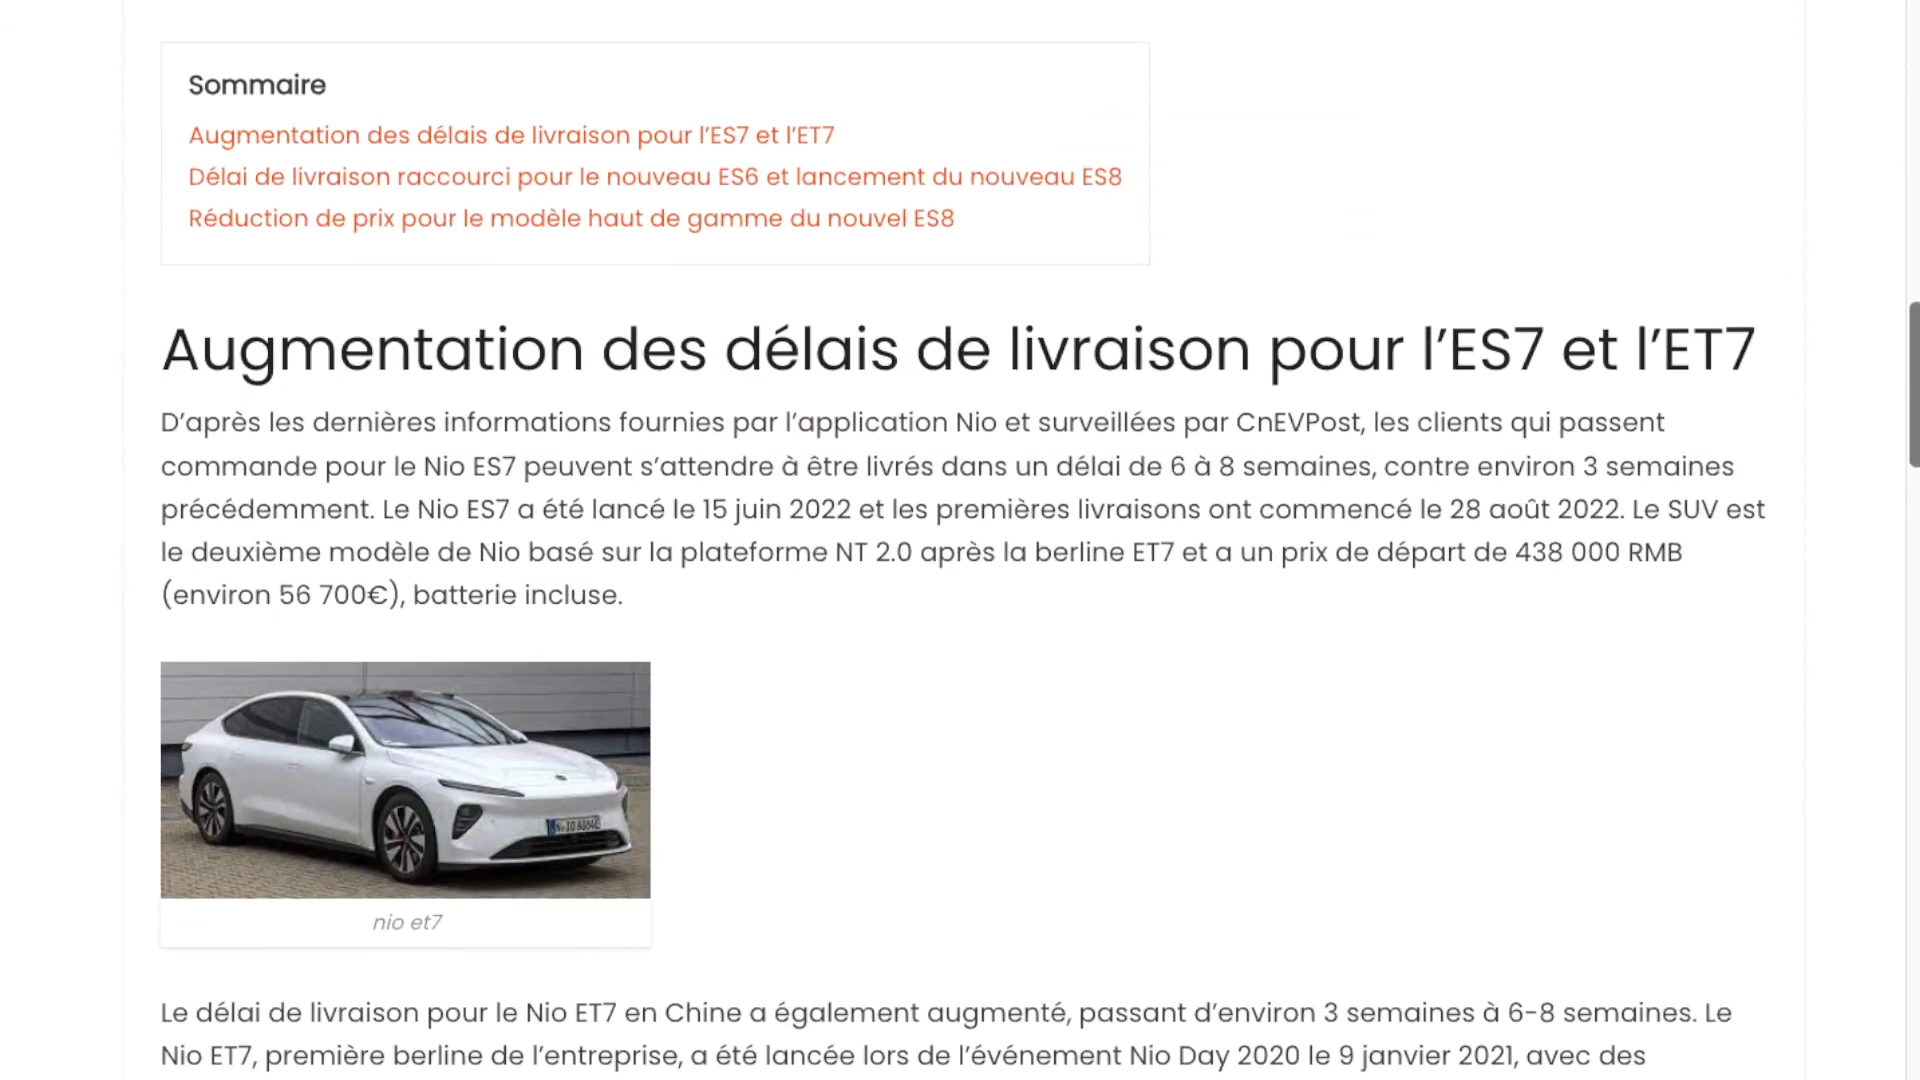 Sommaire
Augmentation des délais de livraison pour l’ES7 et l’ET7
Délai de livraison raccourci pour le nouveau ES6 et lancement du nouveau ES8
Réduction de prix pour le modèle haut de gamme du nouvel ES8
Augmentation des délais de livraison pour l’ES7 et l’ET7
D’après les dernières informations fournies par l’application Nio et surveillées par CnEVPost, les clients qui passent
commande pour le Nio ES7 peuvent s’attendre à être livrés dans un délai de 6 à 8 semaines, contre environ 3 semaines
précédemment. Le Nio ES7 a été lancé le 15 juin 2022 et les premières livraisons ont commencé le 28 août 2022. Le SUV est
le deuxième modèle de Nio basé sur la plateforme NT 2.0 après la berline ET7 et a un prix de départ de 438 000 RMB
(environ 56 700€), batterie incluse.
nio et7
Le délai de livraison pour le Nio ET7 en Chine a également augmenté, passant d’environ 3 semaines à 6-8 semaines. Le
Nio ET7, première berline de l’entreprise, a été lancée lors de l’événement Nio Day 2020 le 9 janvier 2021, avec des